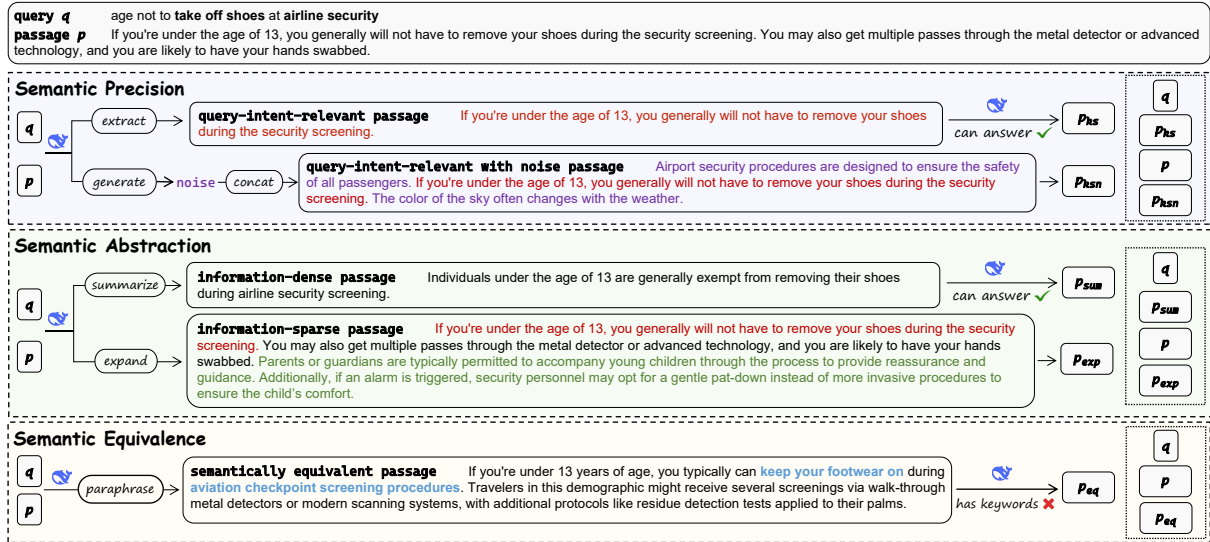 query q age not to take off shoes at airline security
passage p If you're under the age of 13, you generally will not have to remove your shoes during the security screening. You may also get multiple passes through the metal detector or advanced
technology, and you are likely to have your hands swabbed.
Semantic Precision
q
p
extract
query-intent-relevant passage If you're under the age of 13, you generally will not have to remove your shoes
during the security screening.
can answer ✓
p_ks
generate
noise
concat
query-intent-relevant with noise passage Airport security procedures are designed to ensure the safety
of all passengers. If you're under the age of 13, you generally will not have to remove your shoes during the security
screening. The color of the sky often changes with the weather.
p_ksn
q
p_ks
p
p_ksn
Semantic Abstraction
q
p
summarize
information-dense passage Individuals under the age of 13 are generally exempt from removing their shoes
during airline security screening.
can answer ✓
p_sum
expand
information-sparse passage If you're under the age of 13, you generally will not have to remove your shoes during the security
screening. You may also get multiple passes through the metal detector or advanced technology, and you are likely to have your hands
swabbed. Parents or guardians are typically permitted to accompany young children through the process to provide reassurance and
guidance. Additionally, if an alarm is triggered, security personnel may opt for a gentle pat-down instead of more invasive procedures to
ensure the child's comfort.
p_exp
q
p_sum
p
p_exp
Semantic Equivalence
q
p
paraphrase
semantically equivalent passage If you're under 13 years of age, you typically can keep your footwear on during
aviation checkpoint screening procedures. Travelers in this demographic might receive several screenings via walk-through
metal detectors or modern scanning systems, with additional protocols like residue detection tests applied to their palms.
has keywords ✗
p_eq
q
p
p_eq